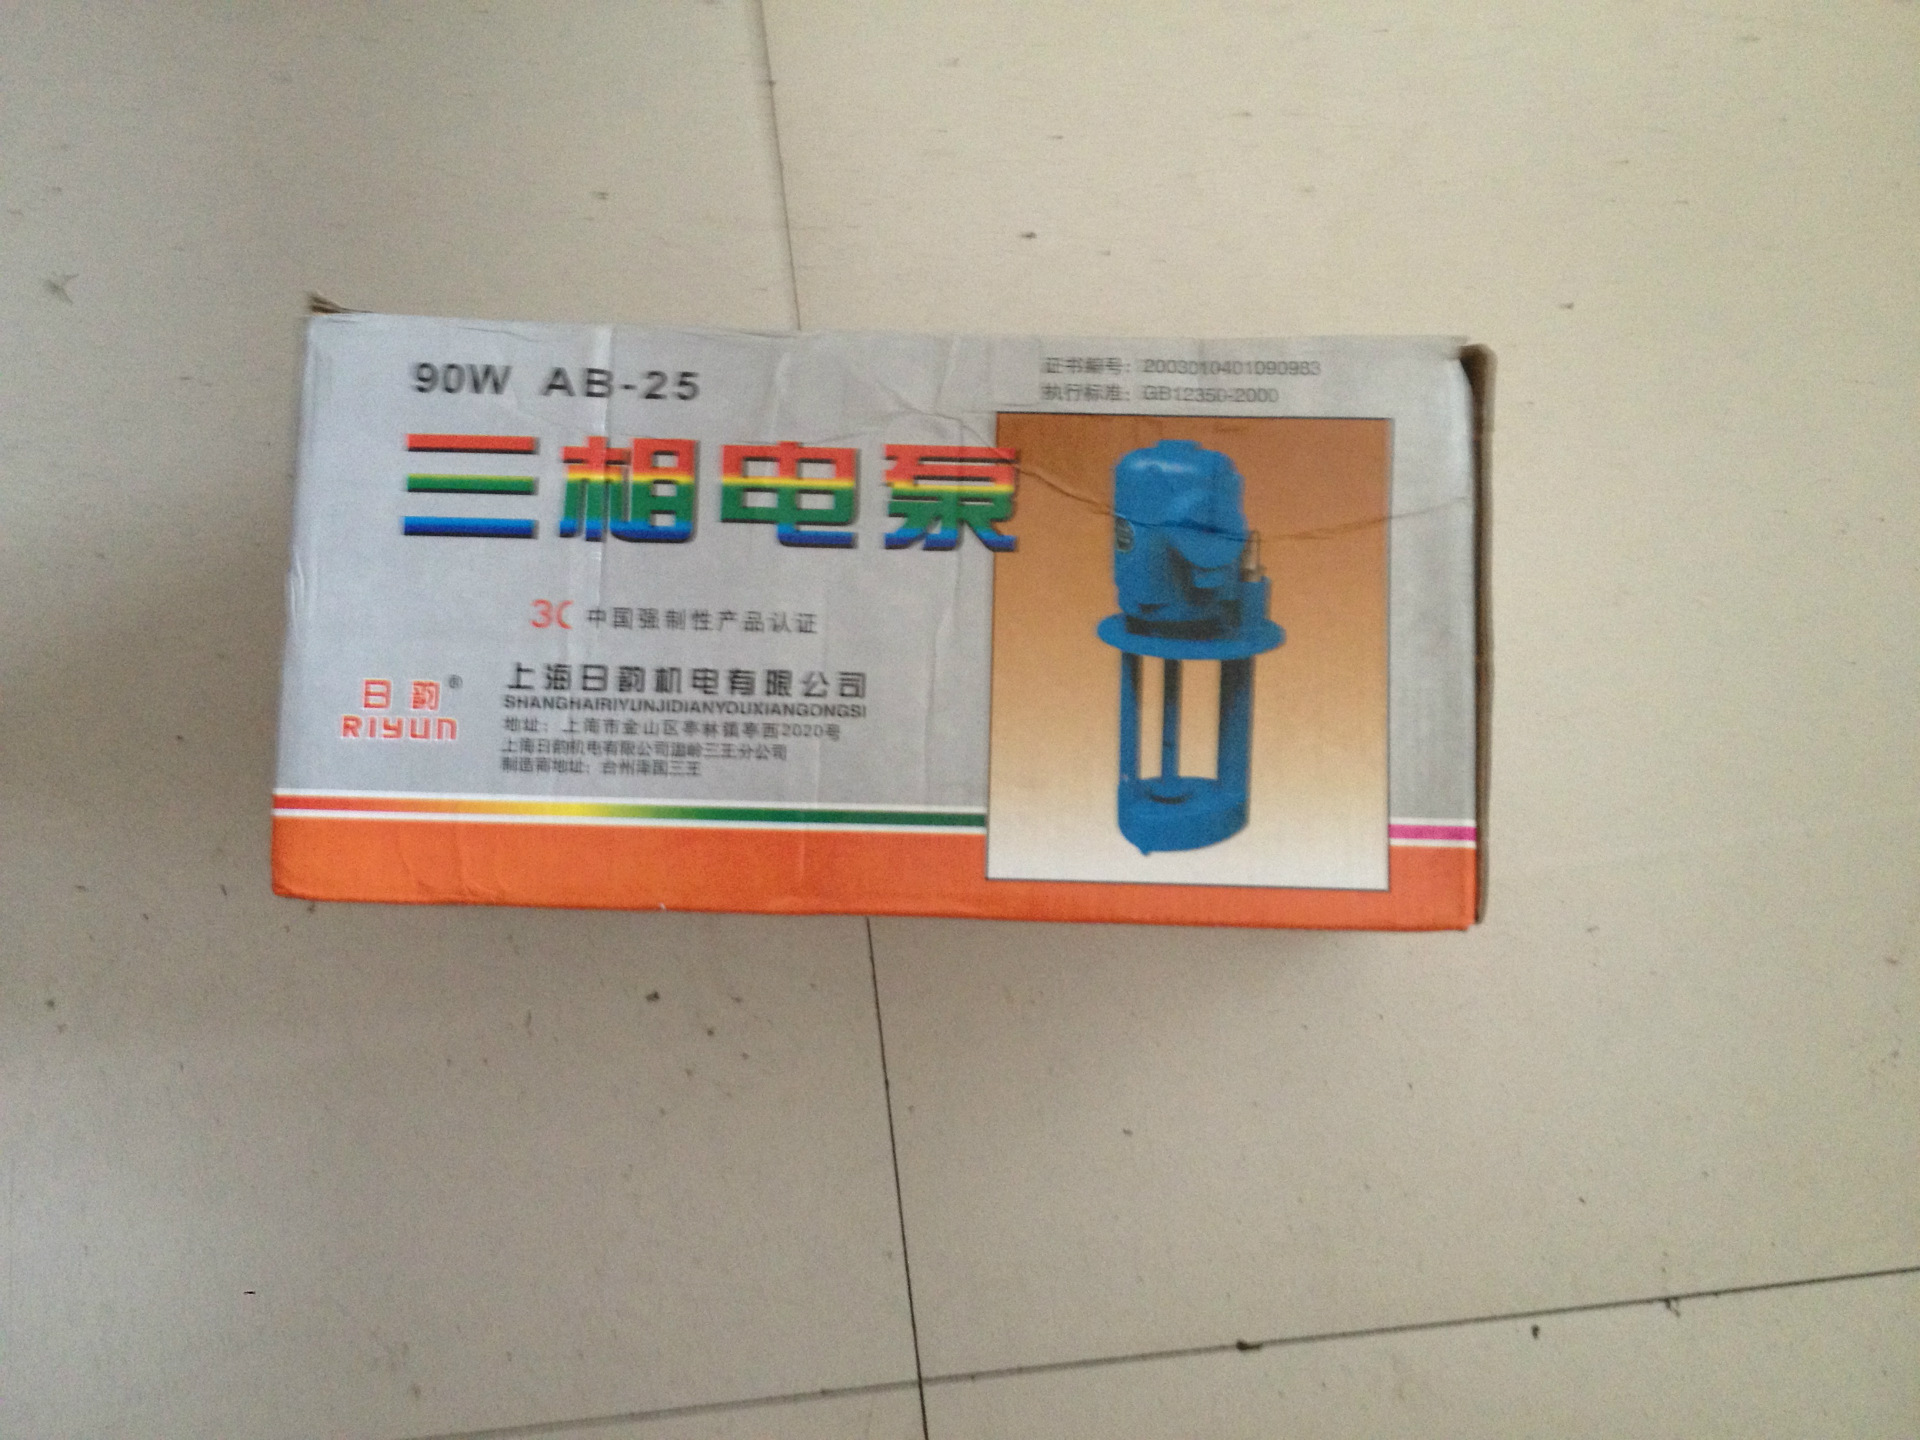 90W AB-25
证书编号：2003010401090983
执行标准：GB12350-2000
三相电泵
3C 中国强制性产品认证
日韵®
RIYUN
上海日韵机电有限公司
SHANGHAIRIYUNJIDIANYOUXIANGONGSI
地址：上海市金山区亭林镇亭西2020号
上海日韵机电有限公司温岭三王分公司
制造商地址：台州泽国三王